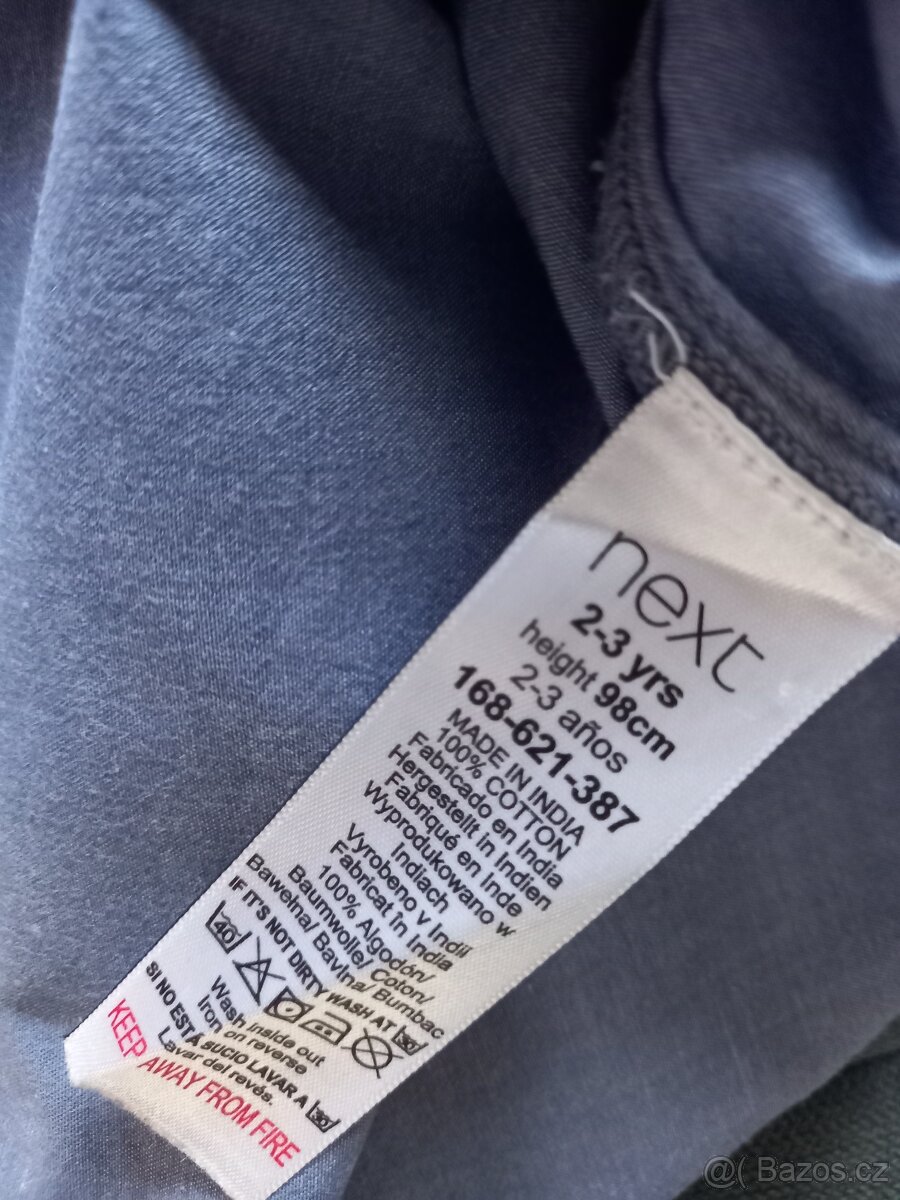 next
2-3 yrs
height 98cm
2-3 años
168-621-387
MADE IN INDIA
100% COTTON
Fabricado en India
Hergestellt in Indien
Fabriqué en Inde
Wyprodukowano w
Indiach
Vyrobeno v Indii
Fabricat în India
100% Algodón/
Baumwolle/ Coton/
Bawełna/ Bavlna/ Bumbac
IF IT'S NOT DIRTY WASH AT 30
40
Wash inside out
Iron on reverse
SI NO ESTÁ SUCIO LAVAR A 30
Lavar del revés.
KEEP AWAY FROM FIRE
@( Bazos.cz